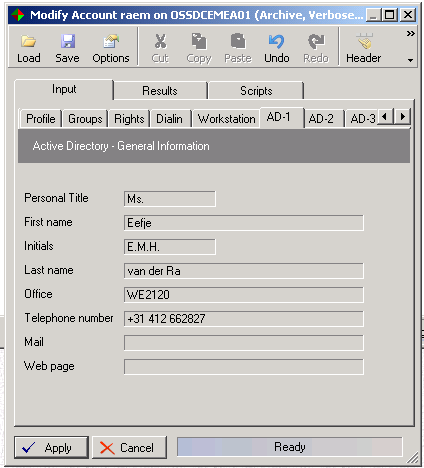 Modify Account raem on OSSDCEMEA01 (Archive, Verbose...
Load Save Options Cut Copy Paste Undo Redo Header
Input Results Scripts
Profile Groups Rights Dialin Workstation AD-1 AD-2 AD-3
Active Directory - General Information
Personal Title Ms.
First name Eefje
Initials E.M.H.
Last name van der Ra
Office WE2120
Telephone number +31 412 662827
Mail
Web page
Apply Cancel Ready